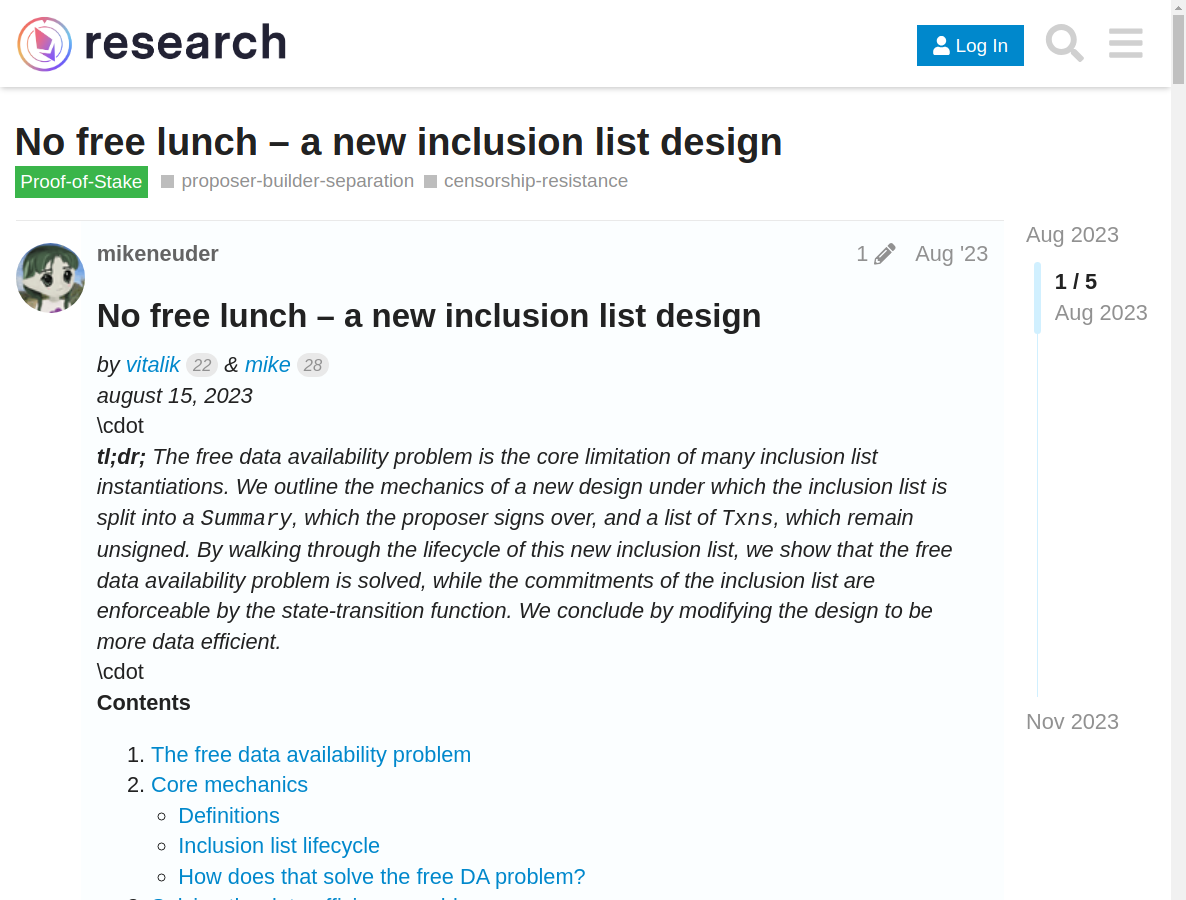 research
Log In
No free lunch – a new inclusion list design
Proof-of-Stake proposer-builder-separation censorship-resistance
Aug 2023
mikeneuder 1 Aug '23
1 / 5
Aug 2023
No free lunch – a new inclusion list design
by vitalik 22 & mike 28
august 15, 2023
\cdot
tl;dr; The free data availability problem is the core limitation of many inclusion list
instantiations. We outline the mechanics of a new design under which the inclusion list is
split into a Summary, which the proposer signs over, and a list of Txns, which remain
unsigned. By walking through the lifecycle of this new inclusion list, we show that the free
data availability problem is solved, while the commitments of the inclusion list are
enforceable by the state-transition function. We conclude by modifying the design to be
more data efficient.
\cdot
Contents
Nov 2023
1. The free data availability problem
2. Core mechanics
Definitions
Inclusion list lifecycle
How does that solve the free DA problem?